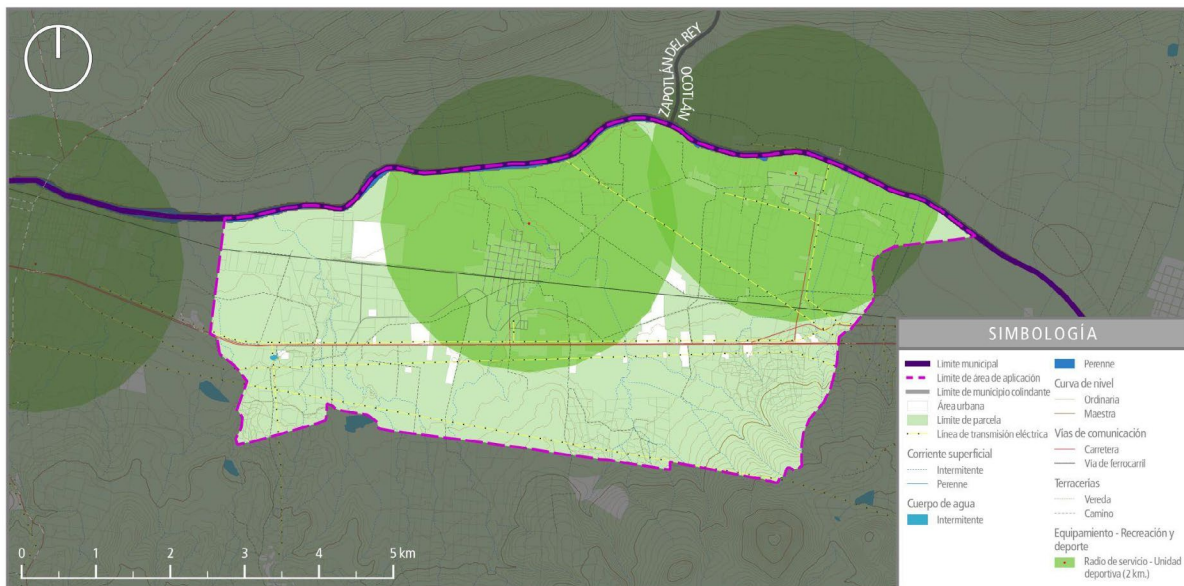 ZAPOTLÁN DEL REY
OCOTLÁN
0 1 2 3 4 5 km
SIMBOLOGÍA
Límite municipal
Límite de área de aplicación
Límite de municipio colindante
Área urbana
Límite de parcela
Línea de transmisión eléctrica
Corriente superficial
Intermitente
Perenne
Cuerpo de agua
Intermitente
Perenne
Curva de nivel
Ordinaria
Maestra
Vías de comunicación
Carretera
Vía de ferrocarril
Terracerías
Vereda
Camino
Equipamiento - Recreación y
deporte
Radio de servicio - Unidad
deportiva (2 km.)